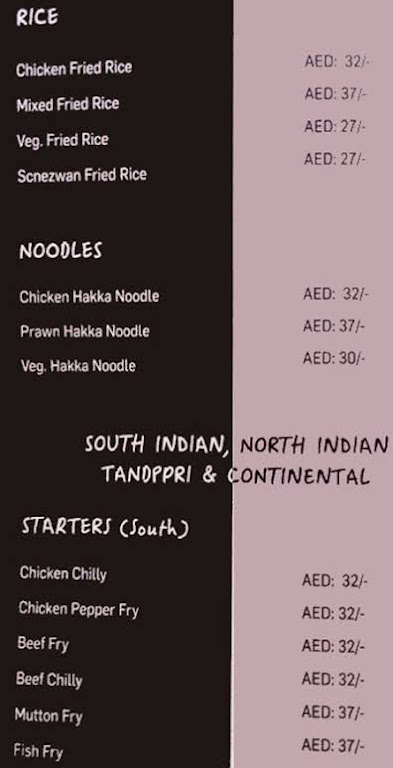 RICE
Chicken Fried Rice AED: 32/-
Mixed Fried Rice AED: 37/-
Veg. Fried Rice AED: 27/-
Scnezwan Fried Rice AED: 27/-
NOODLES
Chicken Hakka Noodle AED: 32/-
Prawn Hakka Noodle AED: 37/-
Veg. Hakka Noodle AED: 30/-
SOUTH INDIAN, NORTH INDIAN
TANDPPRI & CONTINENTAL
STARTERS (South)
Chicken Chilly AED: 32/-
Chicken Pepper Fry AED: 32/-
Beef Fry AED: 32/-
Beef Chilly AED: 32/-
Mutton Fry AED: 37/-
Fish Fry AED: 37/-